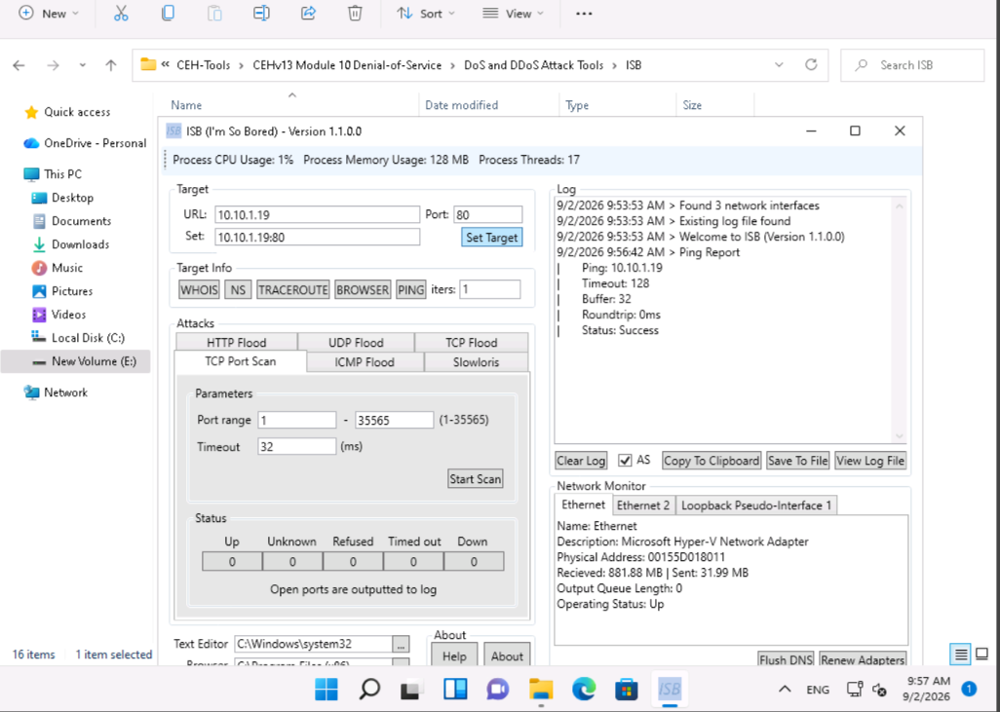 New
Sort
View
CEH-Tools > CEHv13 Module 10 Denial-of-Service > DoS and DDoS Attack Tools > ISB
Search ISB
Quick access
OneDrive - Personal
This PC
Desktop
Documents
Downloads
Music
Pictures
Videos
Local Disk (C:)
New Volume (E:)
Network
Name
Date modified
Type
Size
ISB ISB (I'm So Bored) - Version 1.1.0.0
Process CPU Usage: 1% Process Memory Usage: 128 MB Process Threads: 17
Target
URL: 10.10.1.19 Port: 80
Set: 10.10.1.19:80 Set Target
Target Info
WHOIS NS TRACEROUTE BROWSER PING iters: 1
Attacks
HTTP Flood UDP Flood TCP Flood
TCP Port Scan ICMP Flood Slowloris
Parameters
Port range 1 - 35565 (1-35565)
Timeout 32 (ms)
Start Scan
Status
Up Unknown Refused Timed out Down
0 0 0 0 0
Open ports are outputted to log
Text Editor C:\Windows\system32 ...
Browser C:\Program Files (x86)
About
Help About
Log
9/2/2026 9:53:53 AM > Found 3 network interfaces
9/2/2026 9:53:53 AM > Existing log file found
9/2/2026 9:53:53 AM > Welcome to ISB (Version 1.1.0.0)
9/2/2026 9:56:42 AM > Ping Report
| Ping: 10.10.1.19
| Timeout: 128
| Buffer: 32
| Roundtrip: 0ms
| Status: Success
Clear Log AS Copy To Clipboard Save To File View Log File
Network Monitor
Ethernet Ethernet 2 Loopback Pseudo-Interface 1
Name: Ethernet
Description: Microsoft Hyper-V Network Adapter
Physical Address: 00155D018011
Recieved: 881.88 MB | Sent: 31.99 MB
Output Queue Length: 0
Operating Status: Up
Flush DNS Renew Adapters
16 items 1 item selected
ISB
ENG
9:57 AM
9/2/2026
1